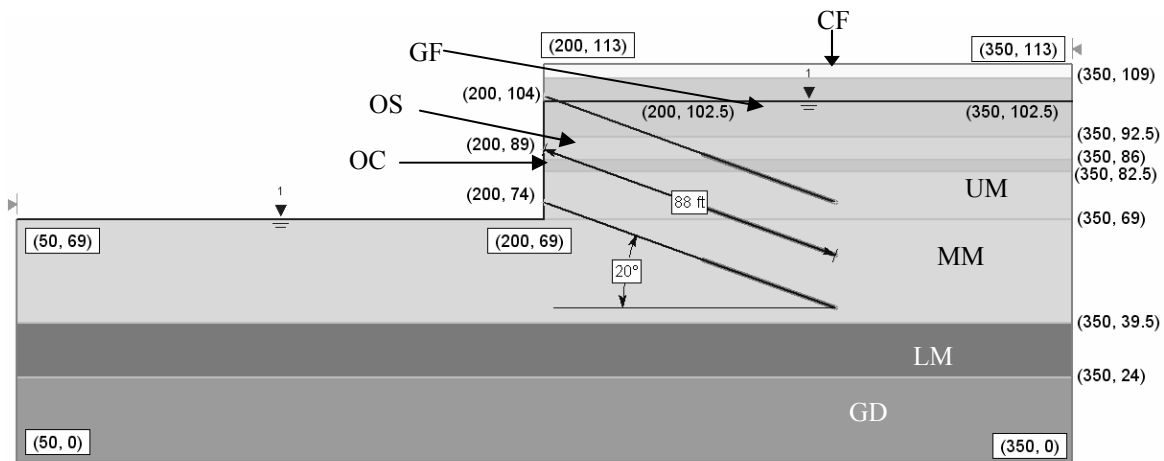 CF
(200, 113)
(350, 113)
GF
1
(350, 109)
(200, 104)
OS
(200, 102.5)
(350, 102.5)
(350, 92.5)
(200, 89)
OC
(350, 86)
(350, 82.5)
1
(200, 74)
88 ft
UM
(350, 69)
(50, 69)
(200, 69)
MM
20°
(350, 39.5)
LM
(350, 24)
GD
(50, 0)
(350, 0)